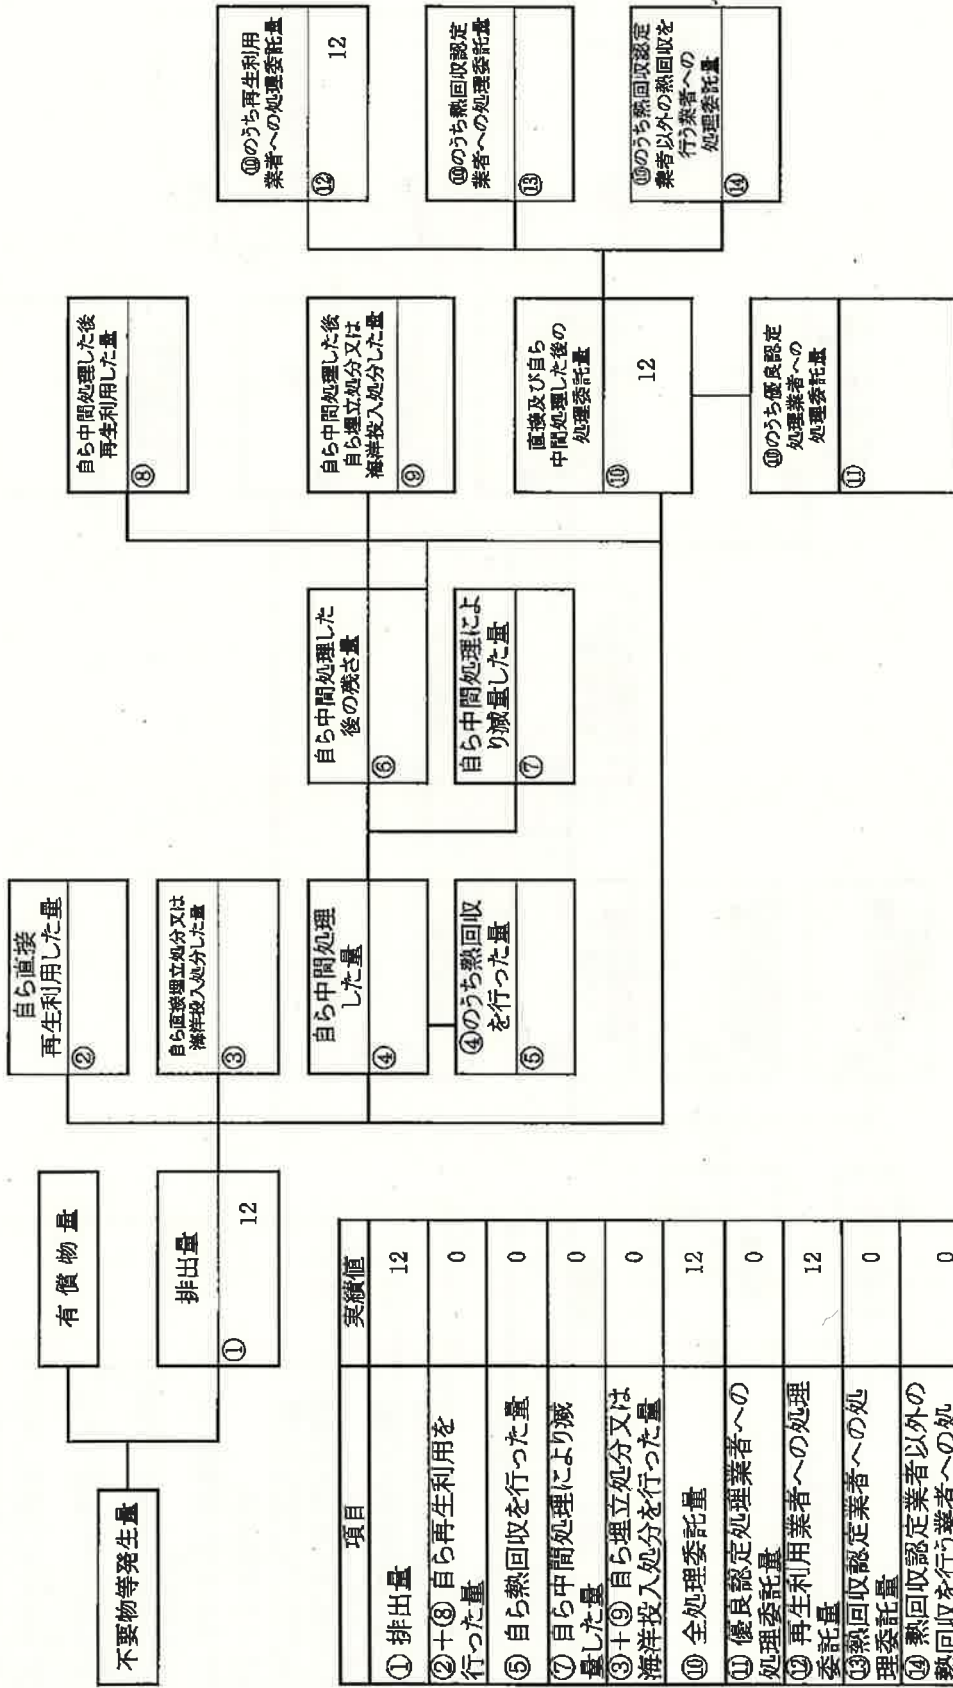 不要物等発生量
有償物量
排出量
①
12
自ら直接
再生利用した量
②
自ら直接埋立処分又は
海洋投入処分した量
③
自ら中間処理
した量
④
④のうち熱回収
を行った量
⑤
自ら中間処理した
後の残さ量
⑥
自ら中間処理によ
り減量した量
⑦
自ら中間処理した後
再生利用した量
⑧
自ら中間処理した後
自ら埋立処分又は
海洋投入処分した量
⑨
直接及び自ら
中間処理した後の
処理委託量
⑩
12
⑩のうち優良認定
処理業者への
処理委託量
⑪
⑩のうち再生利用
業者への処理委託量
⑫
12
⑩のうち熱回収認定
業者への処理委託量
⑬
⑩のうち熱回収認定
業者以外の熱回収を
行う業者への
処理委託量
⑭
項目 実績値
①排出量 12
②+⑧自ら再生利用を
行った量 0
⑤自ら熱回収を行った量 0
⑦自ら中間処理により減
量した量 0
③+⑨自ら埋立処分又は
海洋投入処分を行った量 0
⑩全処理委託量 12
⑪優良認定処理業者への
処理委託量 0
⑫再生利用業者への処理
委託量 12
⑬熱回収認定業者への処
理委託量 0
⑭熱回収認定業者以外の
熱回収を行う業者への処 0